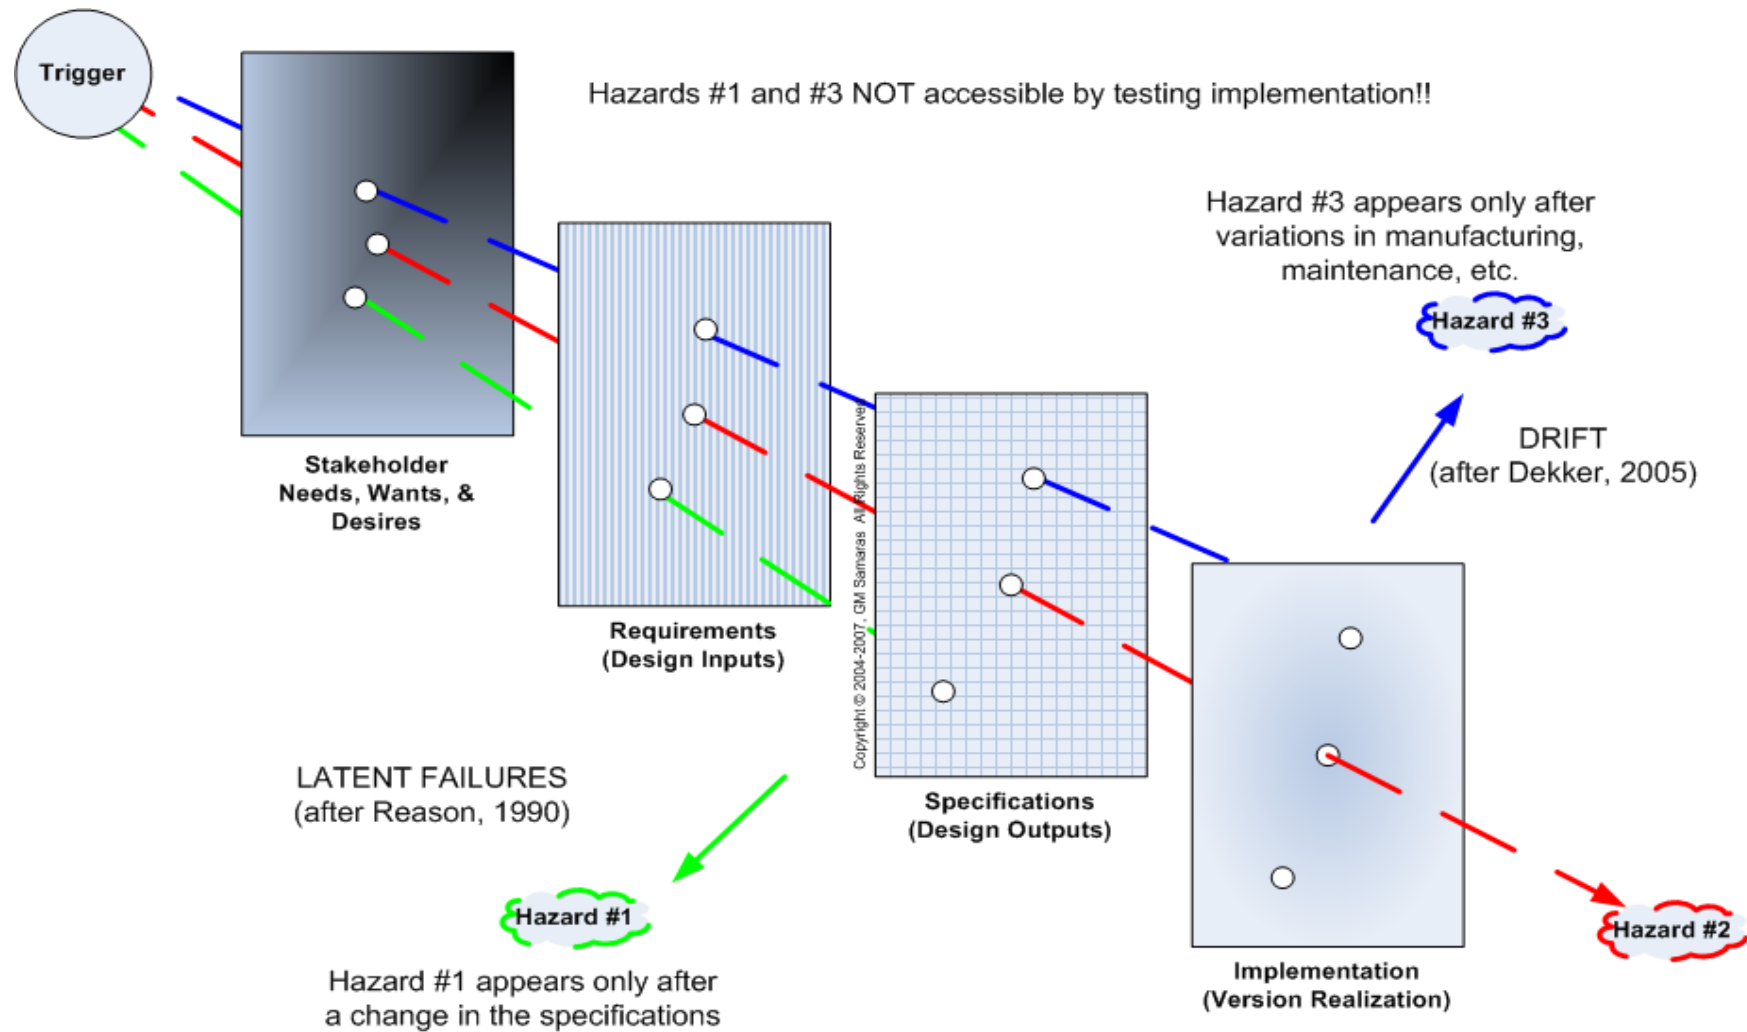 Trigger
Hazards #1 and #3 NOT accessible by testing implementation!!
Hazard #3 appears only after
variations in manufacturing,
maintenance, etc.
Hazard #3
DRIFT
(after Dekker, 2005)
Stakeholder
Needs, Wants, &
Desires
Requirements
(Design Inputs)
Copyright © 2004-2007, GM Samaras All Rights Reserved
Specifications
(Design Outputs)
LATENT FAILURES
(after Reason, 1990)
Hazard #1
Hazard #1 appears only after
a change in the specifications
Hazard #2
Implementation
(Version Realization)